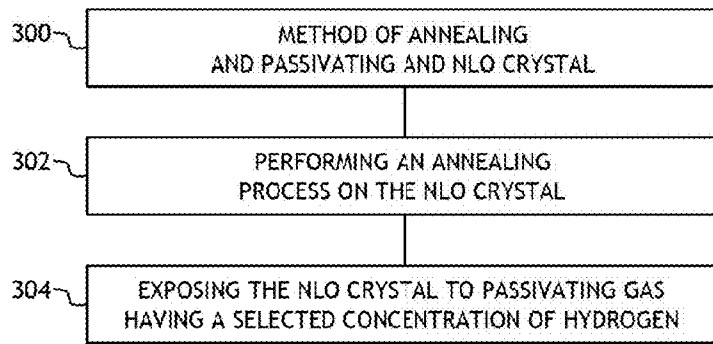 300
METHOD OF ANNEALING
AND PASSIVATING AND NLO CRYSTAL
302
PERFORMING AN ANNEALING
PROCESS ON THE NLO CRYSTAL
304
EXPOSING THE NLO CRYSTAL TO PASSIVATING GAS
HAVING A SELECTED CONCENTRATION OF HYDROGEN